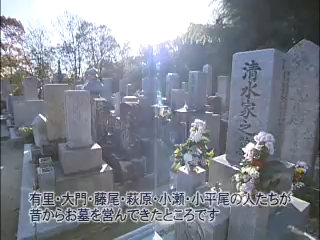 清水家之
有里・大門・藤尾・萩原・小瀬・小平尾の人たちが
昔からお墓を営んできたところです